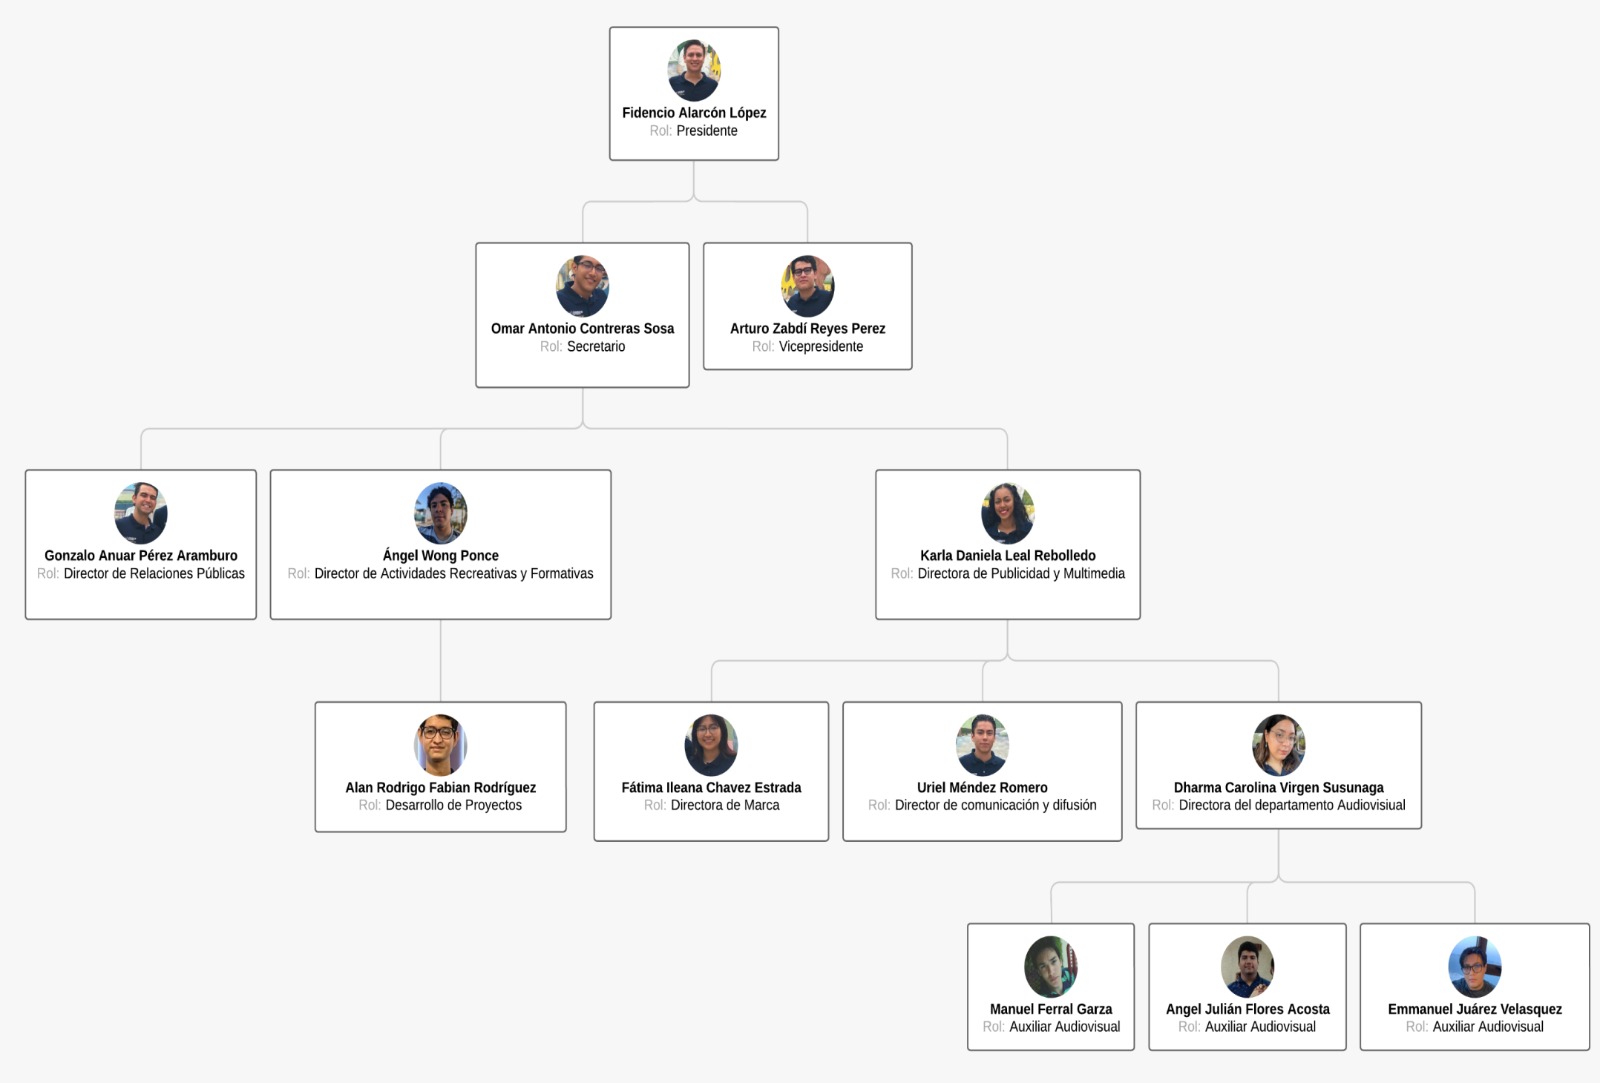 Fidencio Alarcón López
Rol: Presidente
Omar Antonio Contreras Sosa
Rol: Secretario
Arturo Zabdí Reyes Perez
Rol: Vicepresidente
Gonzalo Anuar Pérez Aramburo
Rol: Director de Relaciones Públicas
Ángel Wong Ponce
Rol: Director de Actividades Recreativas y Formativas
Karla Daniela Leal Rebolledo
Rol: Directora de Publicidad y Multimedia
Alan Rodrigo Fabian Rodríguez
Rol: Desarrollo de Proyectos
Fátima Ileana Chavez Estrada
Rol: Directora de Marca
Uriel Méndez Romero
Rol: Director de comunicación y difusión
Dharma Carolina Virgen Susunaga
Rol: Directora del departamento Audiovisiual
Manuel Ferral Garza
Rol: Auxiliar Audiovisual
Angel Julián Flores Acosta
Rol: Auxiliar Audiovisual
Emmanuel Juárez Velasquez
Rol: Auxiliar Audiovisual